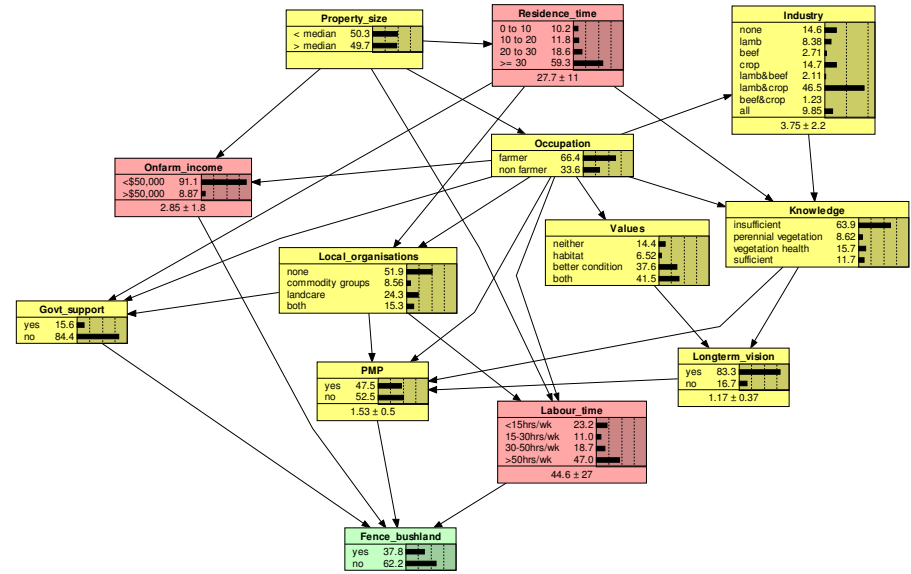 Property_size
< median 50.3
> median 49.7
Residence_time
0 to 10 10.2
10 to 20 11.8
20 to 30 18.6
>= 30 59.3
27.7 ± 11
Industry
none 14.6
lamb 8.38
beef 2.71
crop 14.7
lamb&beef 2.11
lamb&crop 46.5
beef&crop 1.23
all 9.85
3.75 ± 2.2
Occupation
farmer 66.4
non farmer 33.6
Onfarm_income
<$50,000 91.1
>$50,000 8.87
2.85 ± 1.8
Knowledge
insufficient 63.9
perennial vegetation 8.62
vegetation health 15.7
sufficient 11.7
Values
neither 14.4
habitat 6.52
better condition 37.6
both 41.5
Local_organisations
none 51.9
commodity groups 8.56
landcare 24.3
both 15.3
Govt_support
yes 15.6
no 84.4
Longterm_vision
yes 83.3
no 16.7
1.17 ± 0.37
PMP
yes 47.5
no 52.5
1.53 ± 0.5
Labour_time
<15hrs/wk 23.2
15-30hrs/wk 11.0
30-50hrs/wk 18.7
>50hrs/wk 47.0
44.6 ± 27
Fence_bushland
yes 37.8
no 62.2